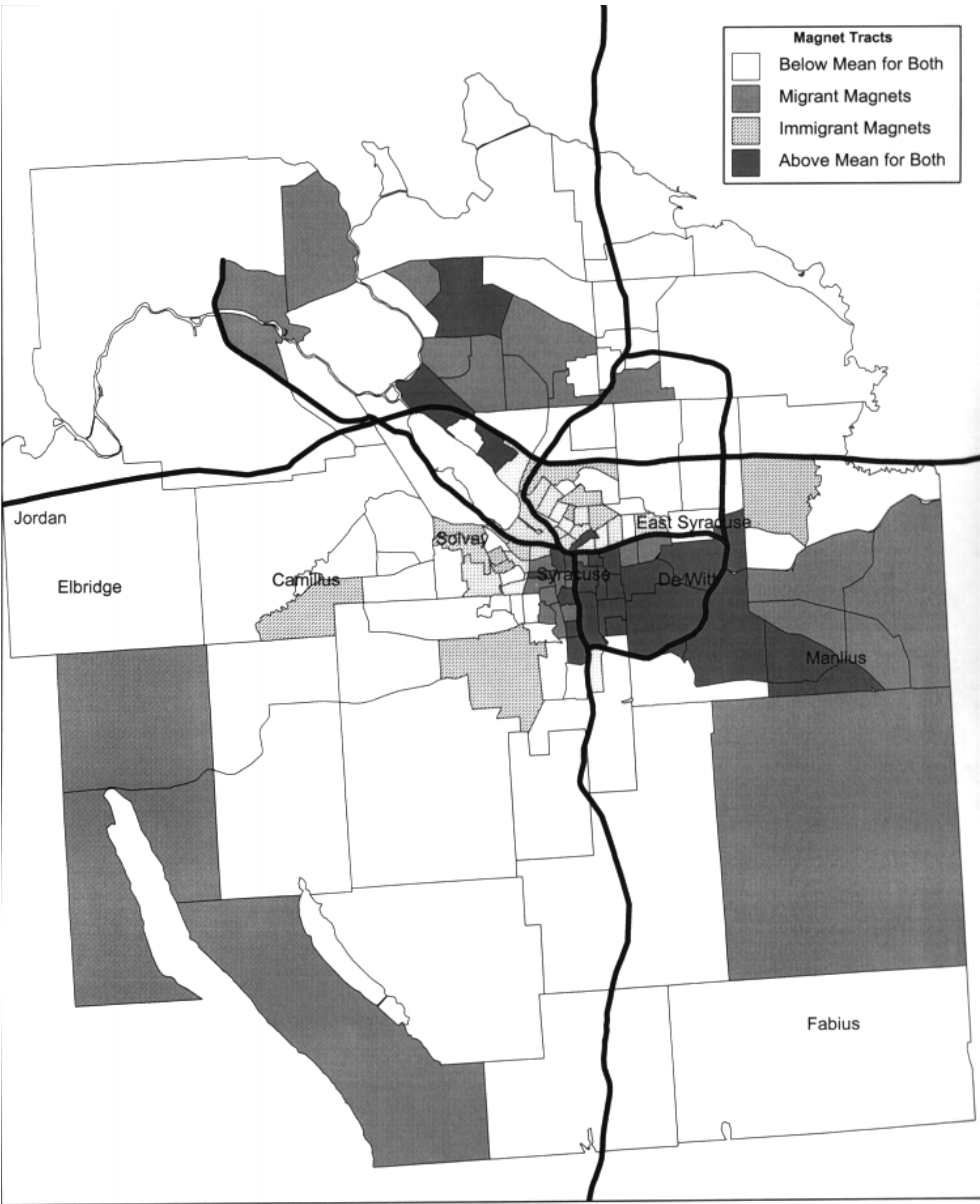 Magnet Tracts
Below Mean for Both
Migrant Magnets
Immigrant Magnets
Above Mean for Both
Jordan
Solvay
East Syracuse
Elbridge
Camillus
Syracuse
De Witt
Manlius
Fabius